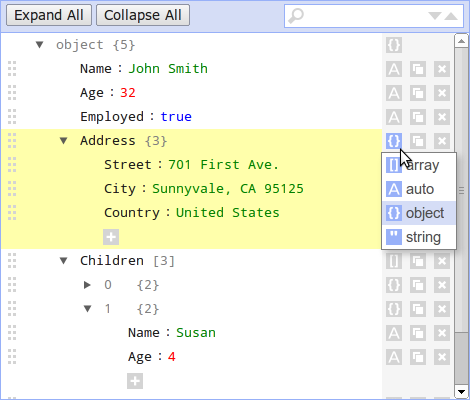 Expand All Collapse All
object {5}
Name : John Smith
Age : 32
Employed : true
Address {3}
Street : 701 First Ave.
City : Sunnyvale, CA 95125
Country : United States
array
auto
object
string
Children [3]
0 {2}
1 {2}
Name : Susan
Age : 4